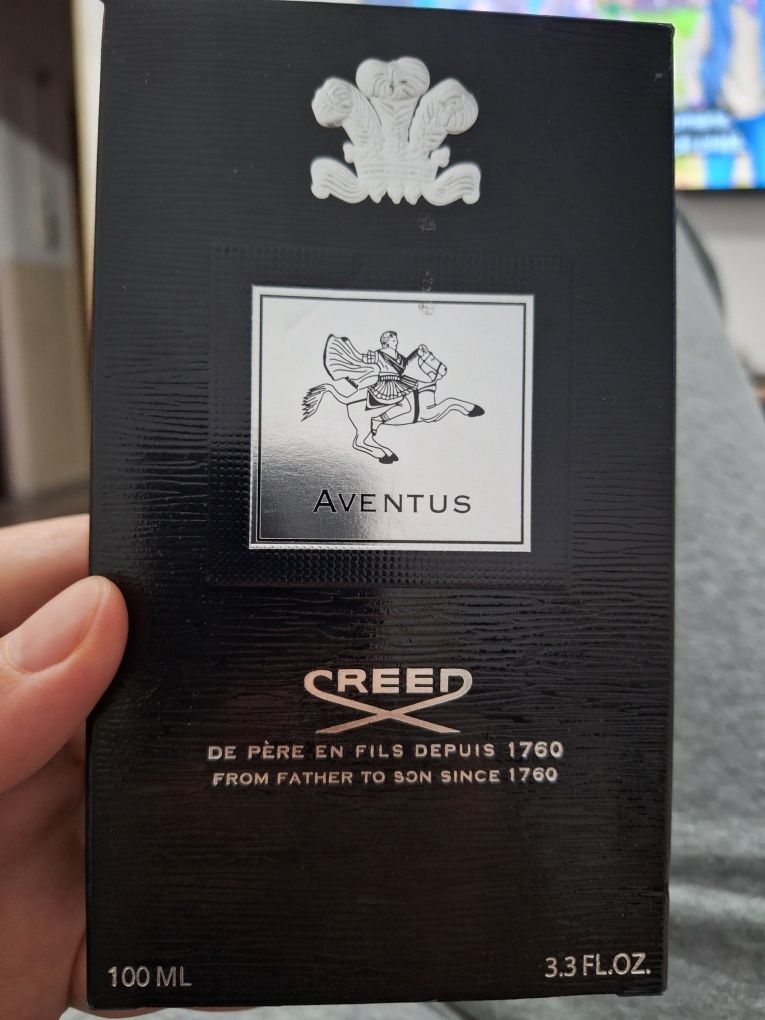 AVENTUS
CREED
DE PÈRE EN FILS DEPUIS 1760
FROM FATHER TO SON SINCE 1760
100 ML
3.3 FL.OZ.